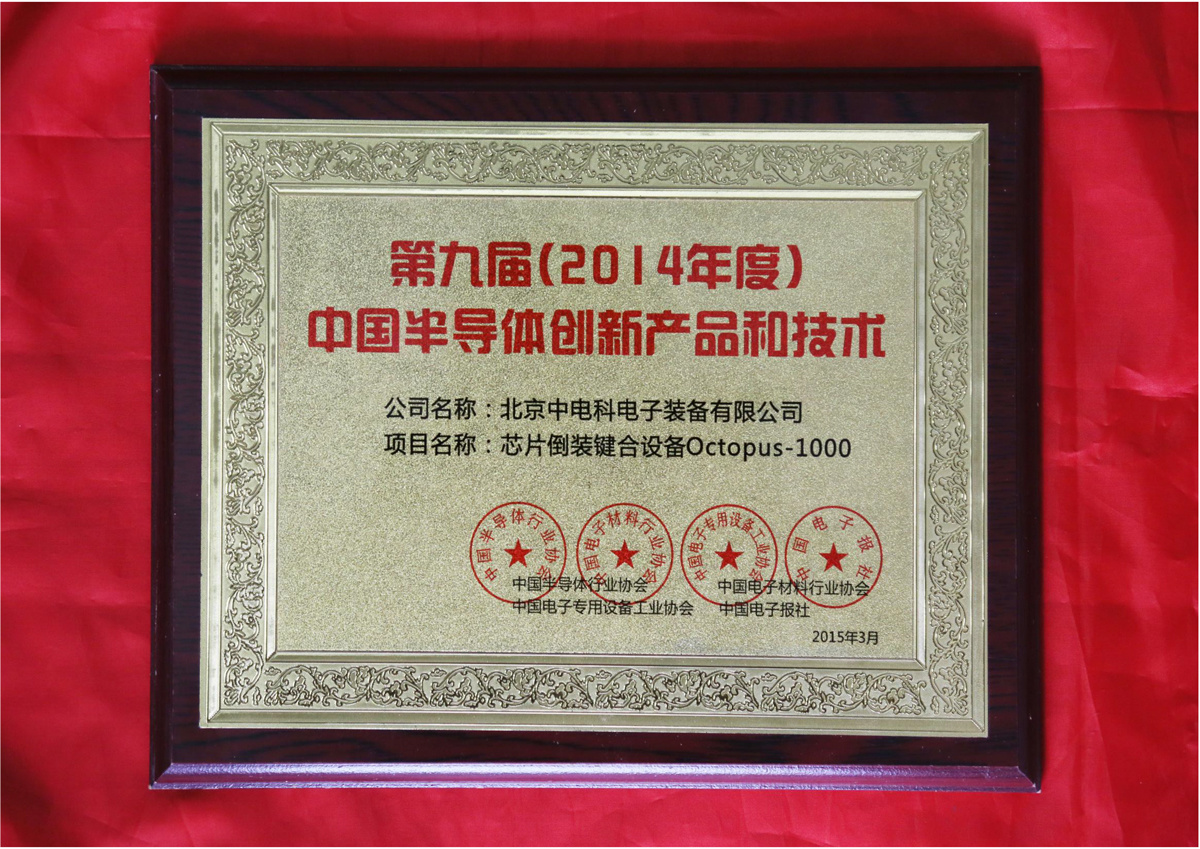 第九届(2014年度)
中国半导体创新产品和技术
公司名称：北京中电科电子装备有限公司
项目名称：芯片倒装键合设备Octopus-1000
中国半导体行业协会
中国电子材料行业协会
中国电子专用设备工业协会
中国电子报社
中国半导体行业协会 中国电子材料行业协会
中国电子专用设备工业协会 中国电子报社
2015年3月